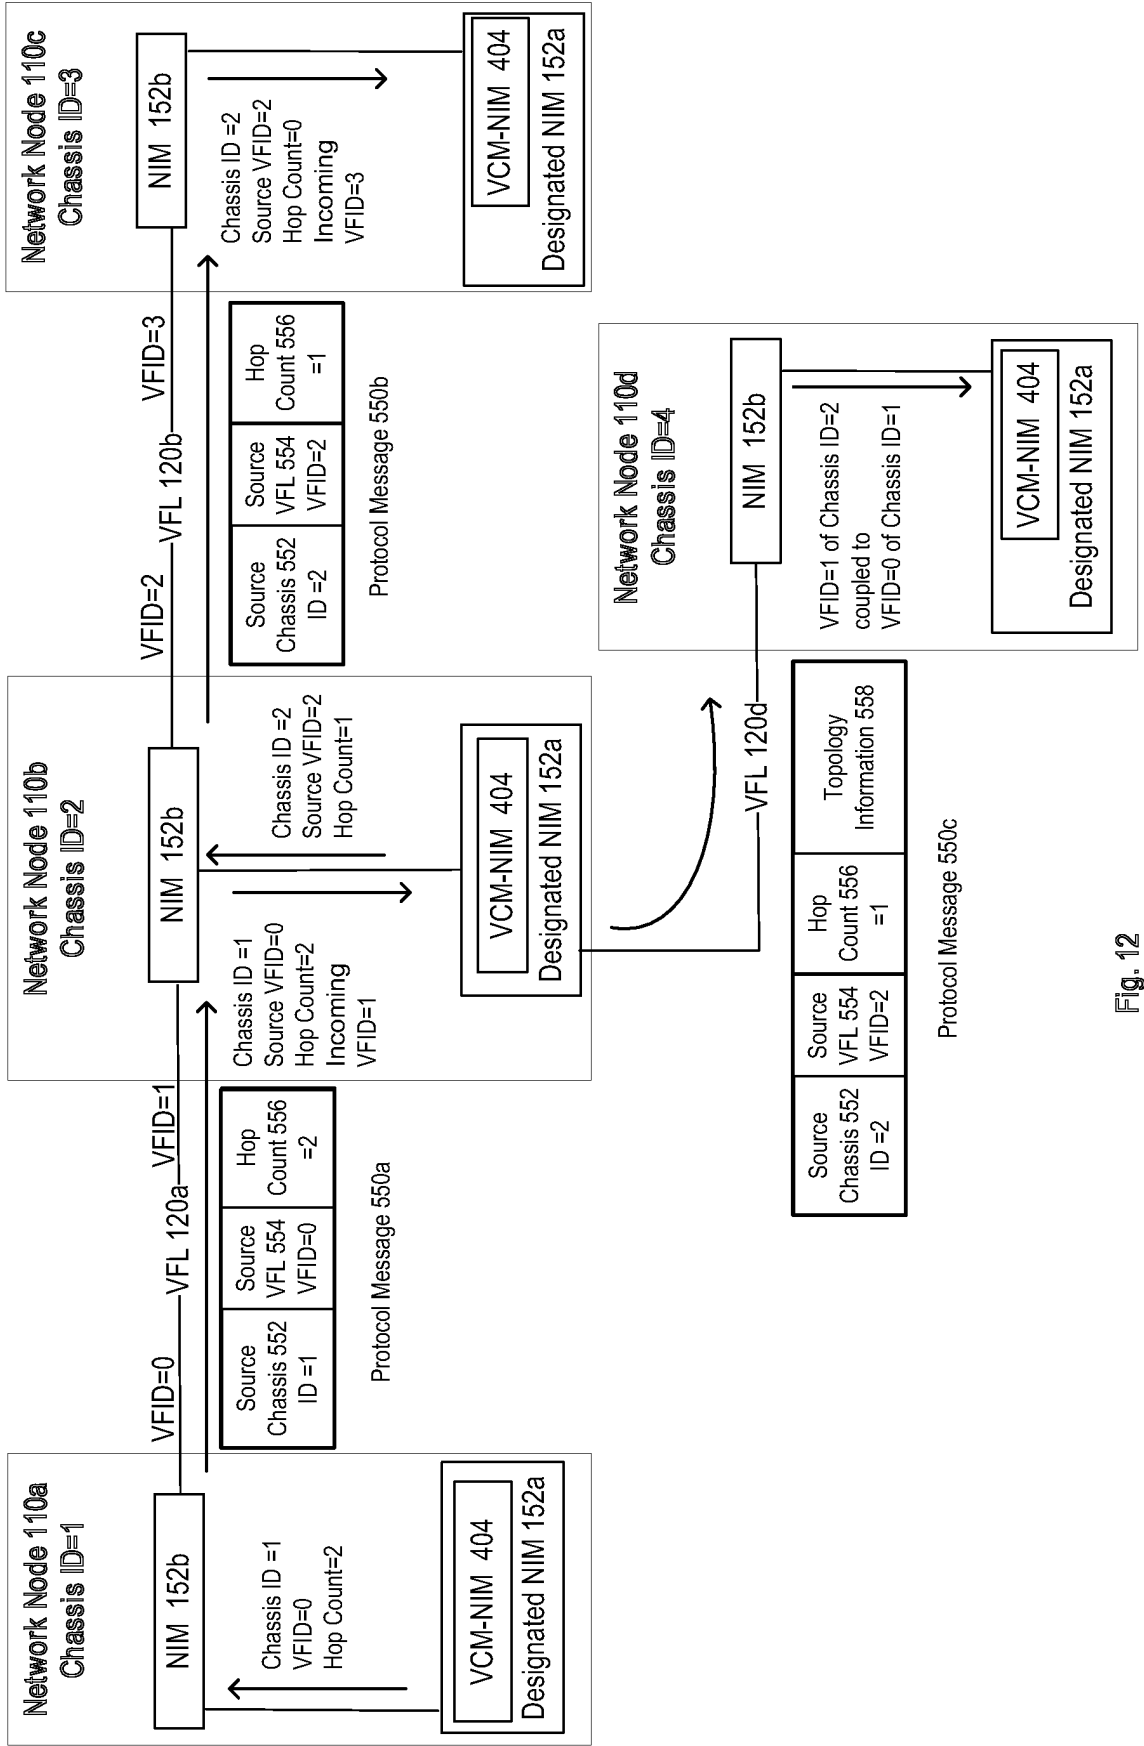 Network Node 110a
Chassis ID=1
NIM 152b
Chassis ID =1
VFID=0
Hop Count=2
VCM-NIM 404
Designated NIM 152a
VFID=0
VFL 120a
VFID=1
Source
Chassis 552
ID =1
Source
VFL 554
VFID=0
Hop
Count 556
=2
Protocol Message 550a
Network Node 110b
Chassis ID=2
NIM 152b
Chassis ID =1
Source VFID=0
Hop Count=2
Incoming
VFID=1
Chassis ID =2
Source VFID=2
Hop Count=1
VCM-NIM 404
Designated NIM 152a
VFID=2
VFL 120b
VFID=3
Source
Chassis 552
ID =2
Source
VFL 554
VFID=2
Hop
Count 556
=1
Protocol Message 550b
Network Node 110c
Chassis ID=3
NIM 152b
Chassis ID =2
Source VFID=2
Hop Count=0
Incoming
VFID=3
VCM-NIM 404
Designated NIM 152a
VFL 120d
Source
Chassis 552
ID =2
Source
VFL 554
VFID=2
Hop
Count 556
=1
Topology
Information 558
Protocol Message 550c
Network Node 110d
Chassis ID=4
NIM 152b
VFID=1 of Chassis ID=2
coupled to
VFID=0 of Chassis ID=1
VCM-NIM 404
Designated NIM 152a
Fig. 12